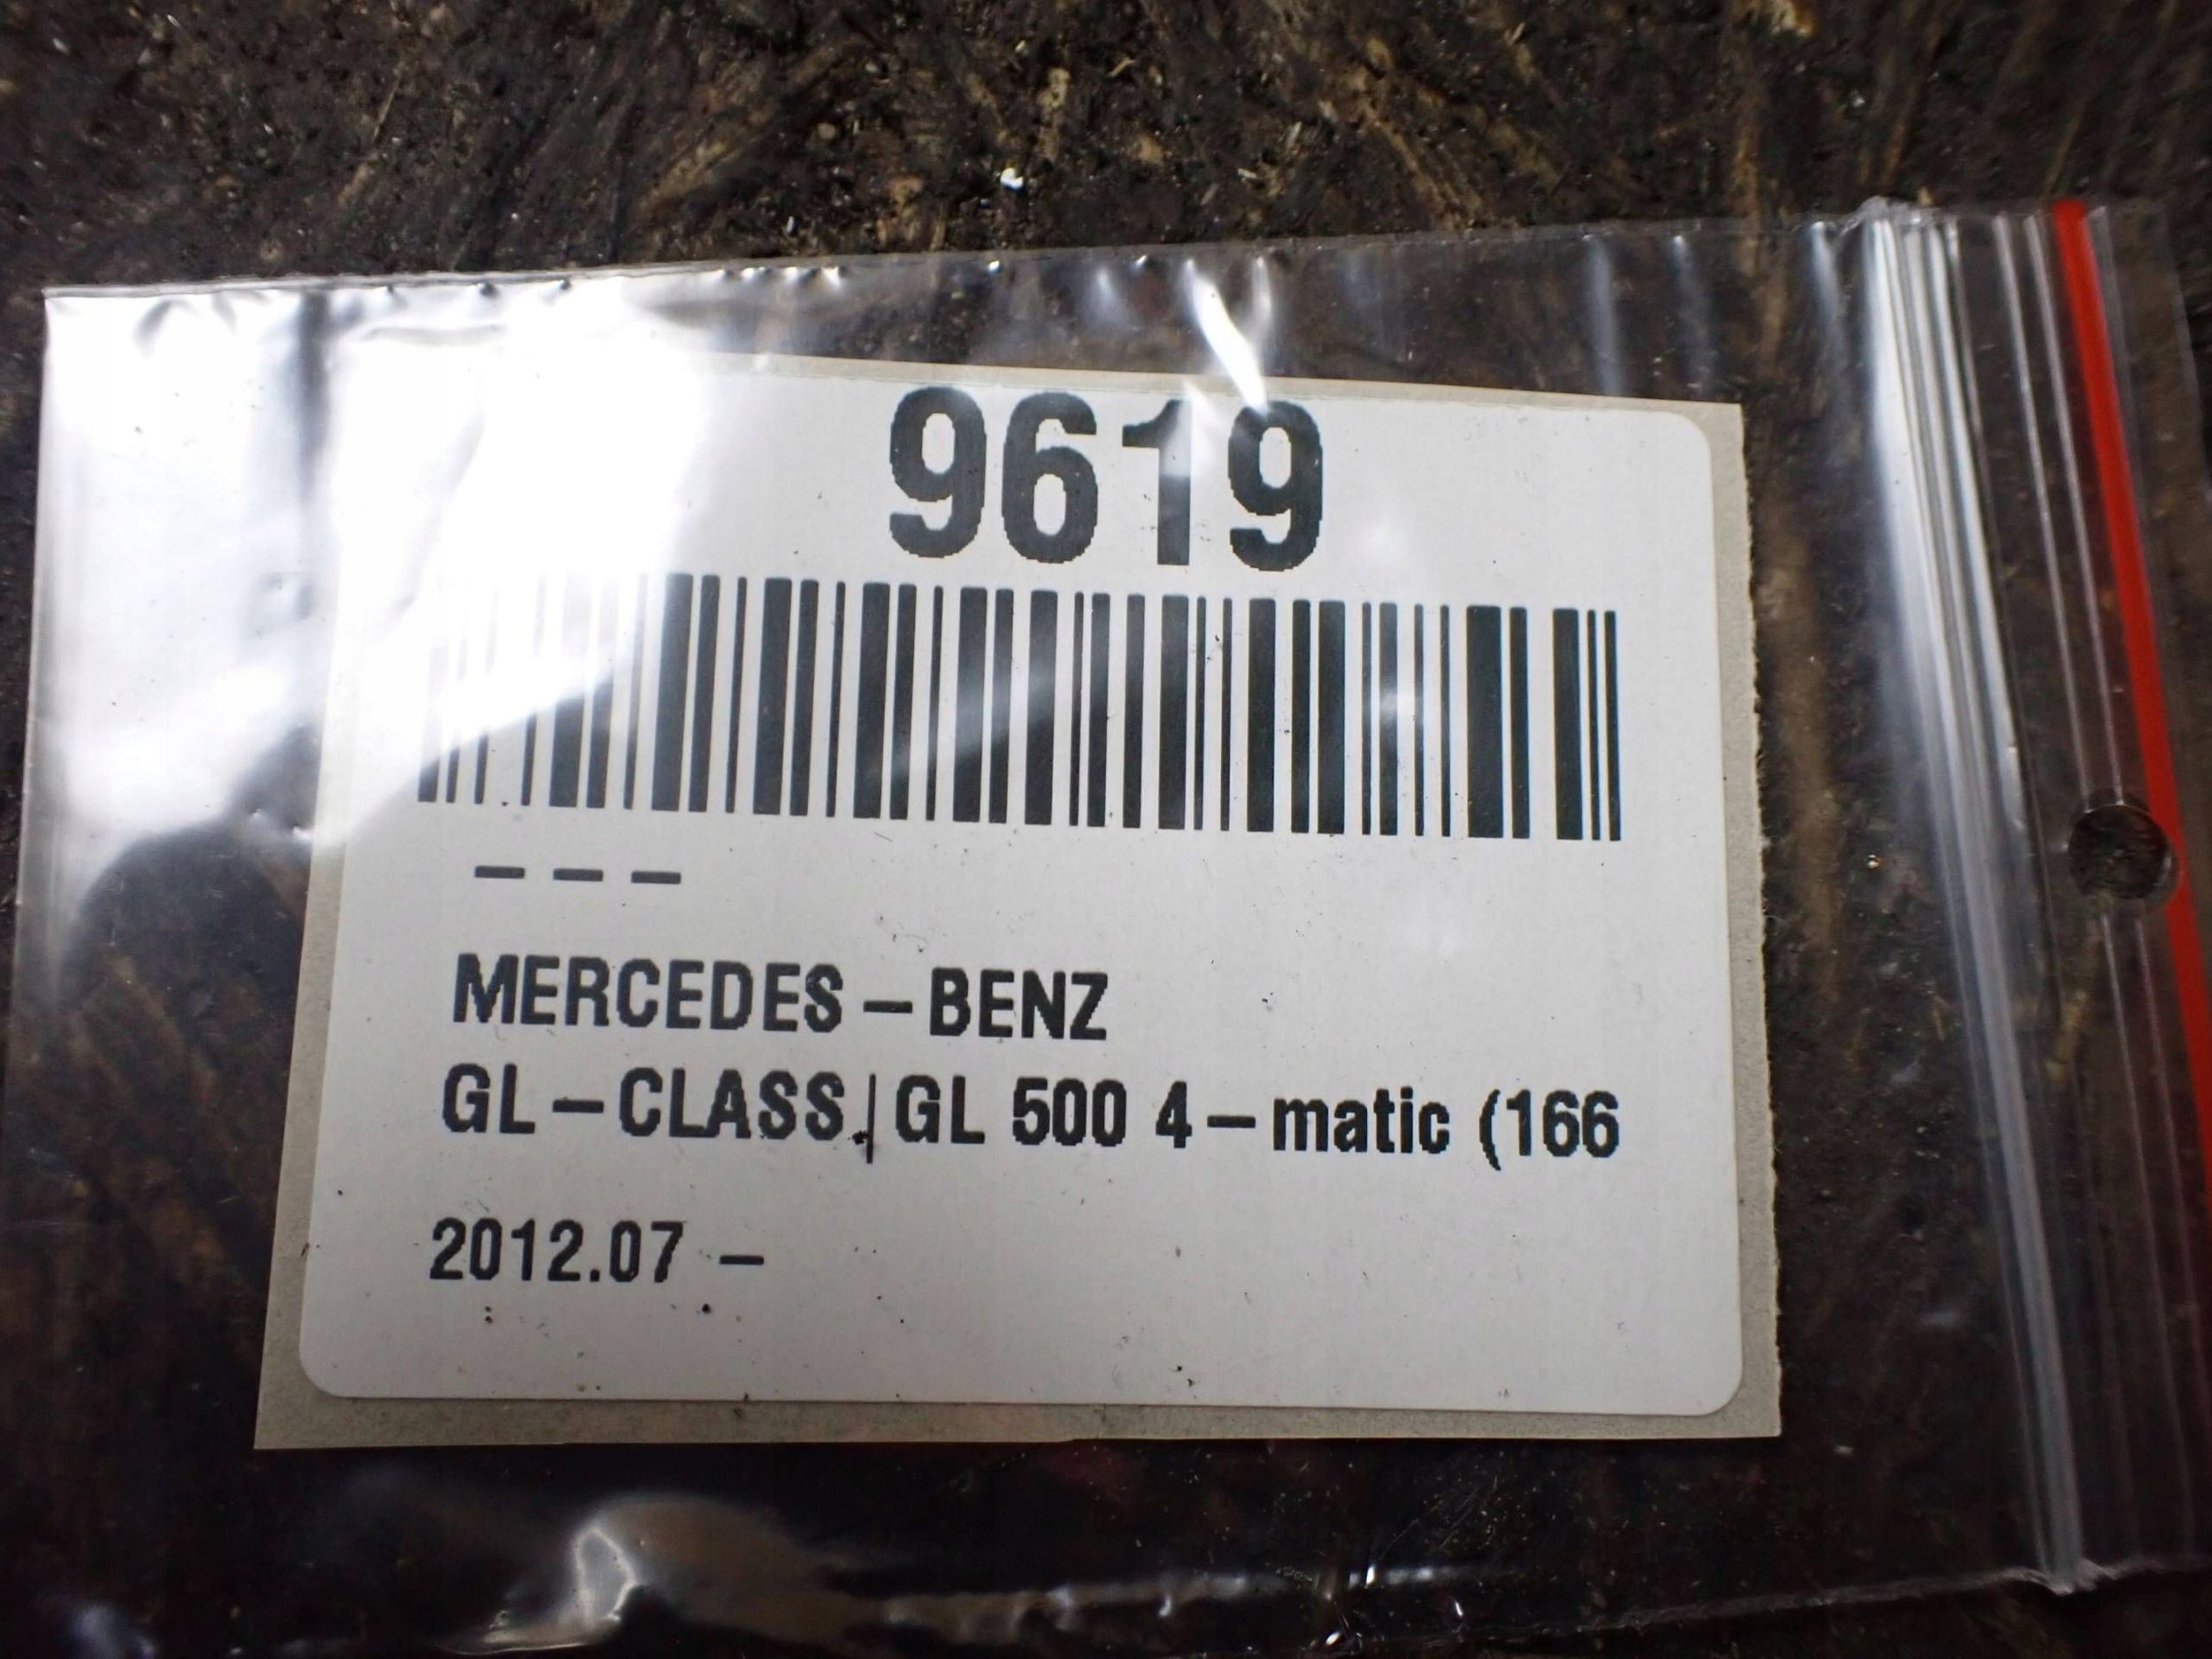 9619
– – –
MERCEDES–BENZ
GL–CLASS|GL 500 4–matic (166
2012.07 –